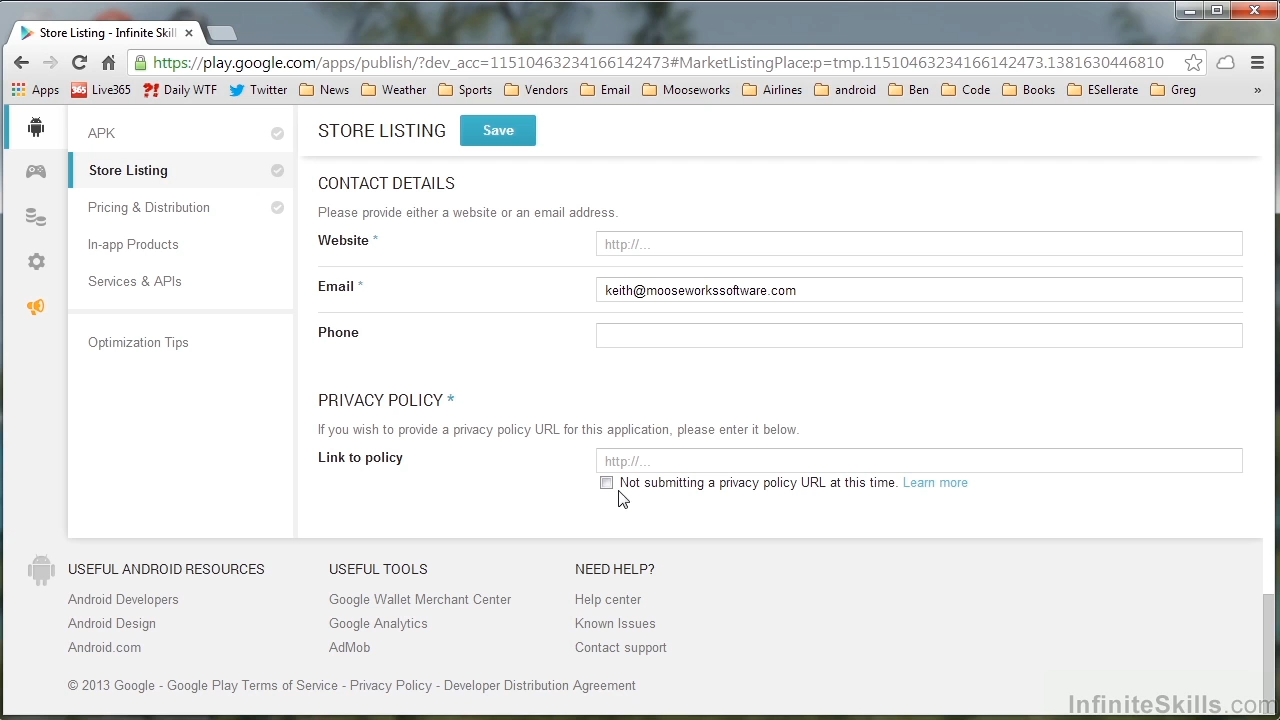 Store Listing - Infinite Skill
https://play.google.com/apps/publish/?dev_acc=11510463234166142473#MarketListingPlace:p=tmp.11510463234166142473.1381630446810
Apps 365 Live365 ?! Daily WTF Twitter News Weather Sports Vendors Email Mooseworks Airlines android Ben Code Books ESellerate Greg »
APK
Store Listing
Pricing & Distribution
In-app Products
Services & APIs
Optimization Tips
STORE LISTING Save
CONTACT DETAILS
Please provide either a website or an email address.
Website * http://...
Email * keith@mooseworkssoftware.com
Phone
PRIVACY POLICY *
If you wish to provide a privacy policy URL for this application, please enter it below.
Link to policy http://...
Not submitting a privacy policy URL at this time. Learn more
USEFUL ANDROID RESOURCES
Android Developers
Android Design
Android.com
USEFUL TOOLS
Google Wallet Merchant Center
Google Analytics
AdMob
NEED HELP?
Help center
Known Issues
Contact support
© 2013 Google - Google Play Terms of Service - Privacy Policy - Developer Distribution Agreement
InfiniteSkills.com